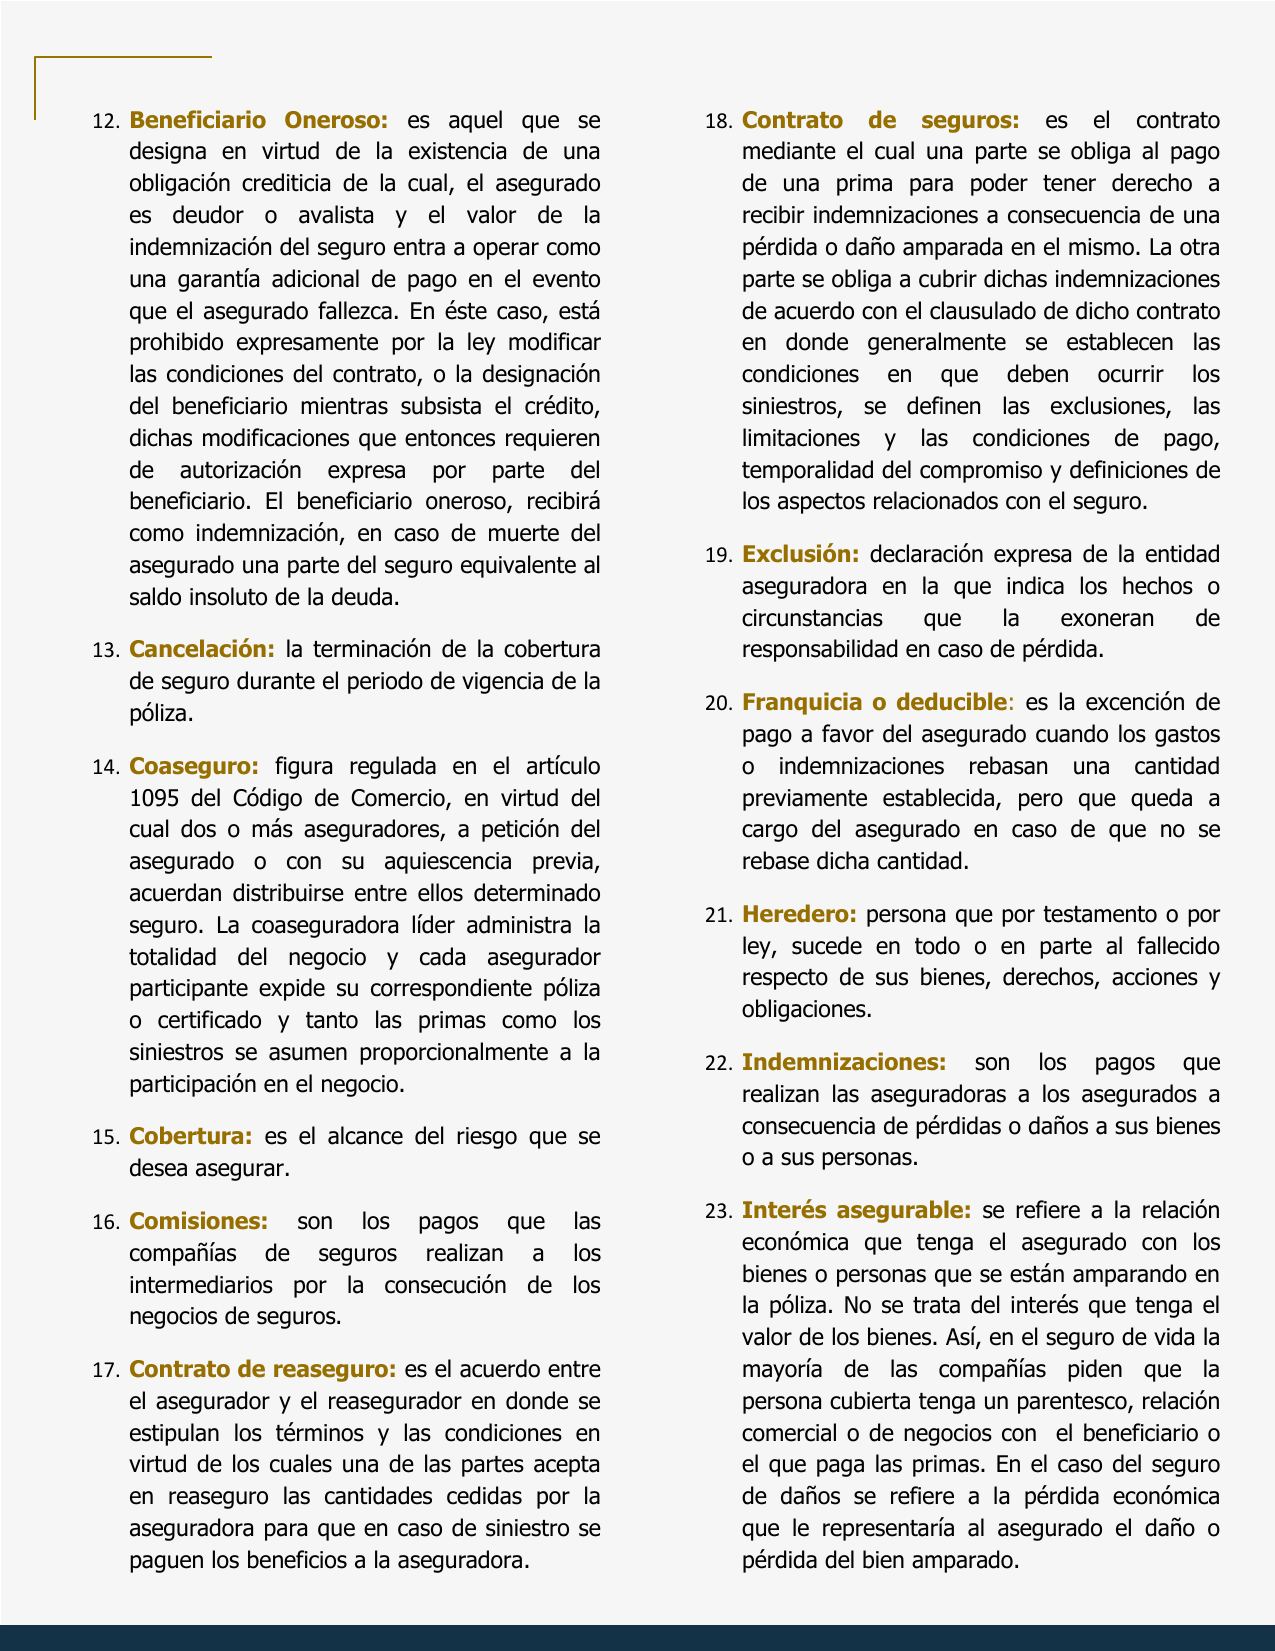 12. Beneficiario Oneroso: es aquel que se
designa en virtud de la existencia de una
obligación crediticia de la cual, el asegurado
es deudor o avalista y el valor de la
indemnización del seguro entra a operar como
una garantía adicional de pago en el evento
que el asegurado fallezca. En éste caso, está
prohibido expresamente por la ley modificar
las condiciones del contrato, o la designación
del beneficiario mientras subsista el crédito,
dichas modificaciones que entonces requieren
de autorización expresa por parte del
beneficiario. El beneficiario oneroso, recibirá
como indemnización, en caso de muerte del
asegurado una parte del seguro equivalente al
saldo insoluto de la deuda.
13. Cancelación: la terminación de la cobertura
de seguro durante el periodo de vigencia de la
póliza.
14. Coaseguro: figura regulada en el artículo
1095 del Código de Comercio, en virtud del
cual dos o más aseguradores, a petición del
asegurado o con su aquiescencia previa,
acuerdan distribuirse entre ellos determinado
seguro. La coaseguradora líder administra la
totalidad del negocio y cada asegurador
participante expide su correspondiente póliza
o certificado y tanto las primas como los
siniestros se asumen proporcionalmente a la
participación en el negocio.
15. Cobertura: es el alcance del riesgo que se
desea asegurar.
16. Comisiones: son los pagos que las
compañías de seguros realizan a los
intermediarios por la consecución de los
negocios de seguros.
17. Contrato de reaseguro: es el acuerdo entre
el asegurador y el reasegurador en donde se
estipulan los términos y las condiciones en
virtud de los cuales una de las partes acepta
en reaseguro las cantidades cedidas por la
aseguradora para que en caso de siniestro se
paguen los beneficios a la aseguradora.
18. Contrato de seguros: es el contrato
mediante el cual una parte se obliga al pago
de una prima para poder tener derecho a
recibir indemnizaciones a consecuencia de una
pérdida o daño amparada en el mismo. La otra
parte se obliga a cubrir dichas indemnizaciones
de acuerdo con el clausulado de dicho contrato
en donde generalmente se establecen las
condiciones en que deben ocurrir los
siniestros, se definen las exclusiones, las
limitaciones y las condiciones de pago,
temporalidad del compromiso y definiciones de
los aspectos relacionados con el seguro.
19. Exclusión: declaración expresa de la entidad
aseguradora en la que indica los hechos o
circunstancias que la exoneran de
responsabilidad en caso de pérdida.
20. Franquicia o deducible: es la excención de
pago a favor del asegurado cuando los gastos
o indemnizaciones rebasan una cantidad
previamente establecida, pero que queda a
cargo del asegurado en caso de que no se
rebase dicha cantidad.
21. Heredero: persona que por testamento o por
ley, sucede en todo o en parte al fallecido
respecto de sus bienes, derechos, acciones y
obligaciones.
22. Indemnizaciones: son los pagos que
realizan las aseguradoras a los asegurados a
consecuencia de pérdidas o daños a sus bienes
o a sus personas.
23. Interés asegurable: se refiere a la relación
económica que tenga el asegurado con los
bienes o personas que se están amparando en
la póliza. No se trata del interés que tenga el
valor de los bienes. Así, en el seguro de vida la
mayoría de las compañías piden que la
persona cubierta tenga un parentesco, relación
comercial o de negocios con el beneficiario o
el que paga las primas. En el caso del seguro
de daños se refiere a la pérdida económica
que le representaría al asegurado el daño o
pérdida del bien amparado.